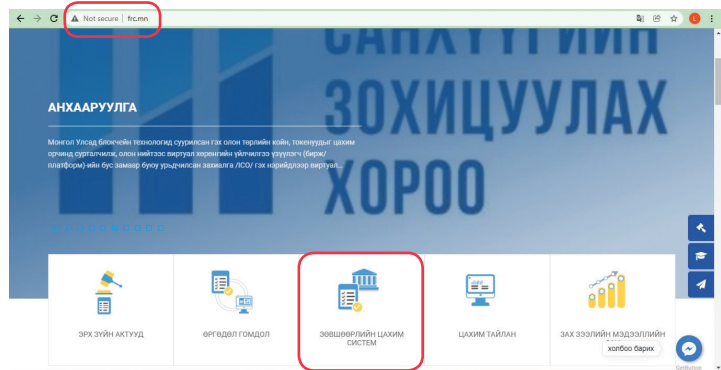 Not secure
frc.mn
САНХҮҮГИЙН
ЗОХИЦУУЛАХ
ХОРОО
АНХААРУУЛГА
Монгол Улсад блокчейн технологид суурилсан гэх олон төрлийн койн, токенуудыг цахим
орчинд сурталчилж, олон нийтээс виртуал хөрөнгийн үйлчилгээ үзүүлэгч (бирж/
платформ)-ийн бус замаар буюу урьдчилсан захиалга /ICO/ гэх нэрийдлээр виртуал...
L
ЭРХ ЗҮЙН АКТУУД
ӨРГӨДӨЛ ГОМДОЛ
ЗӨВШӨӨРЛИЙН ЦАХИМ
СИСТЕМ
ЦАХИМ ТАЙЛАН
ЗАХ ЗЭЭЛИЙН МЭДЭЭЛЛИЙН
холбоо барих
GetButton